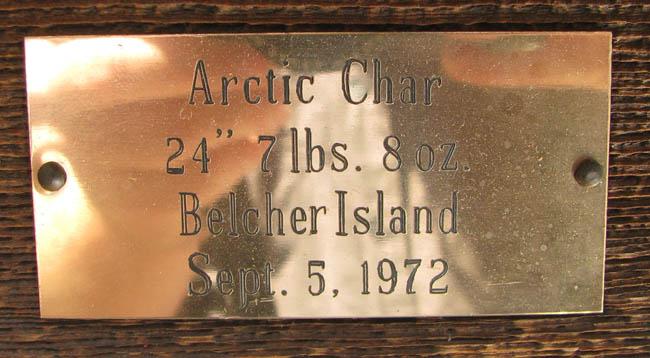 Arctic Char
24" 7 lbs. 8 oz.
Belcher Island
Sept. 5, 1972